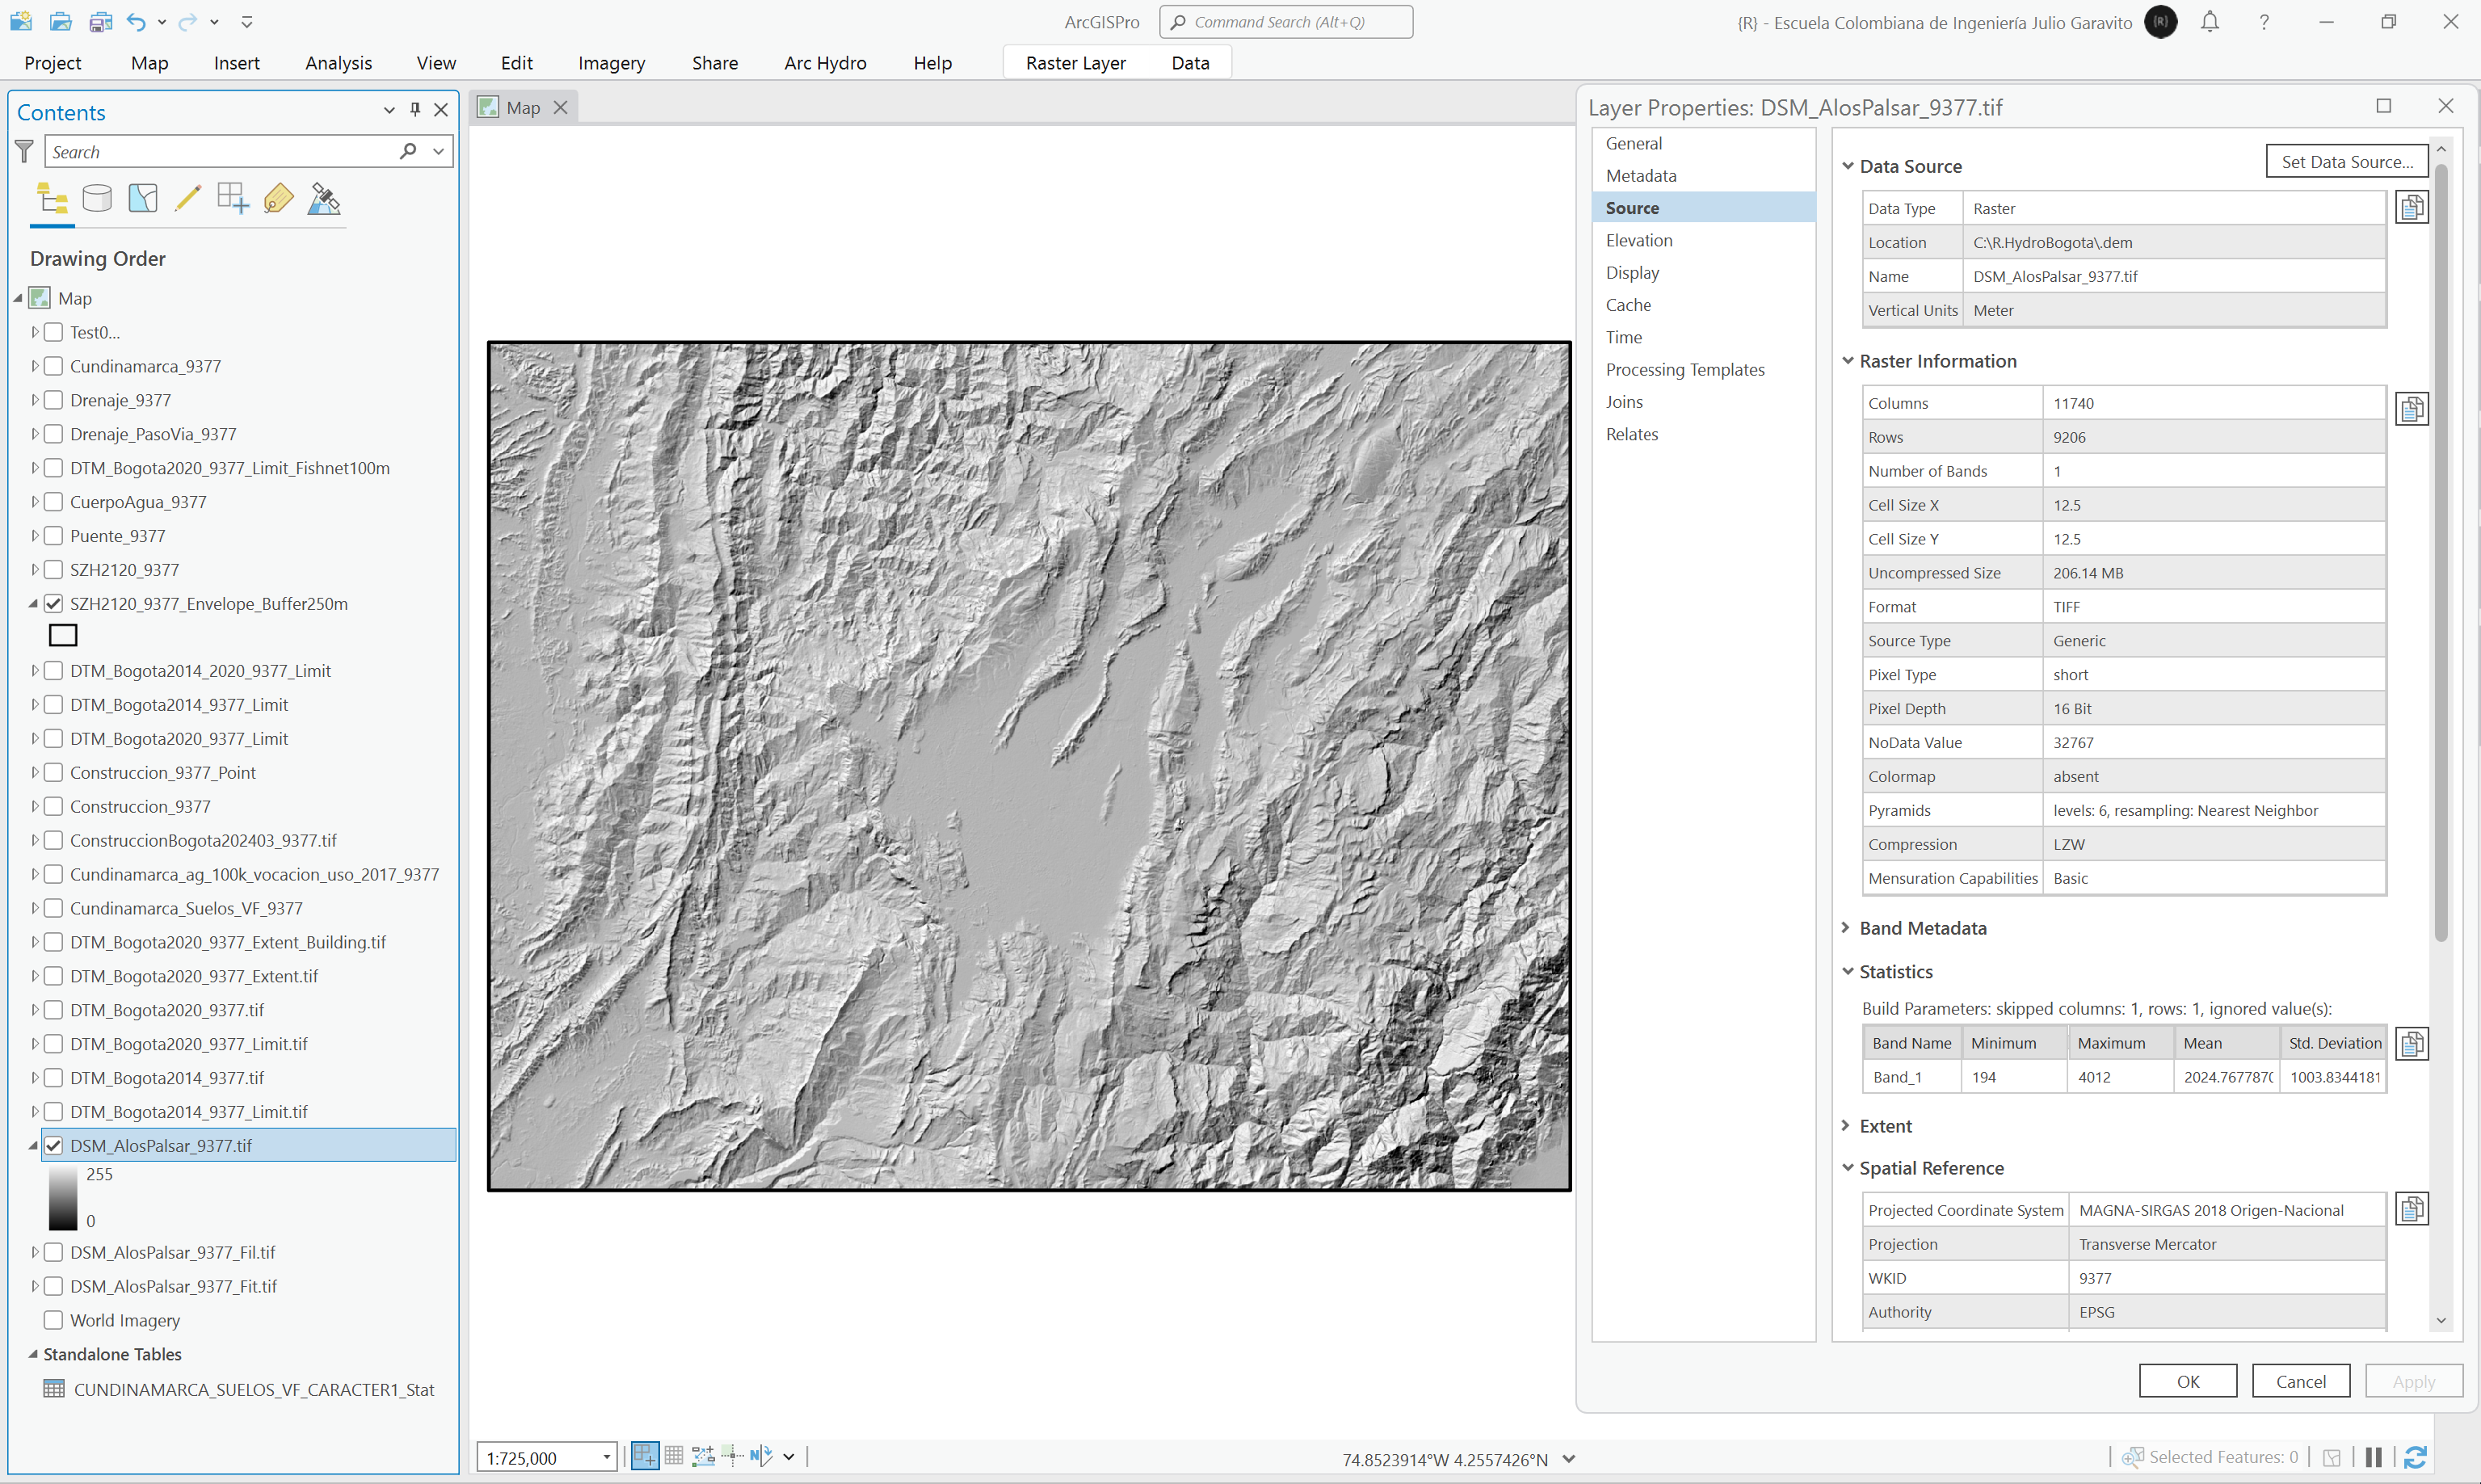 ArcGISPro
Command Search (Alt+Q)
{R} - Escuela Colombiana de Ingeniería Julio Garavito
{R}
?
Project Map Insert Analysis View Edit Imagery Share Arc Hydro Help Raster Layer Data
Contents
Search
Drawing Order
Map
Test0...
Cundinamarca_9377
Drenaje_9377
Drenaje_PasoVia_9377
DTM_Bogota2020_9377_Limit_Fishnet100m
CuerpoAgua_9377
Puente_9377
SZH2120_9377
SZH2120_9377_Envelope_Buffer250m
DTM_Bogota2014_2020_9377_Limit
DTM_Bogota2014_9377_Limit
DTM_Bogota2020_9377_Limit
Construccion_9377_Point
Construccion_9377
ConstruccionBogota202403_9377.tif
Cundinamarca_ag_100k_vocacion_uso_2017_9377
Cundinamarca_Suelos_VF_9377
DTM_Bogota2020_9377_Extent_Building.tif
DTM_Bogota2020_9377_Extent.tif
DTM_Bogota2020_9377.tif
DTM_Bogota2020_9377_Limit.tif
DTM_Bogota2014_9377.tif
DTM_Bogota2014_9377_Limit.tif
DSM_AlosPalsar_9377.tif
255
0
DSM_AlosPalsar_9377_Fil.tif
DSM_AlosPalsar_9377_Fit.tif
World Imagery
Standalone Tables
CUNDINAMARCA_SUELOS_VF_CARACTER1_Stat
Map
1:725,000
N
74.8523914°W 4.2557426°N
Selected Features: 0
Layer Properties: DSM_AlosPalsar_9377.tif
General
Metadata
Source
Elevation
Display
Cache
Time
Processing Templates
Joins
Relates
Data Source
Set Data Source...
Data Type Raster
Location C:\R.HydroBogota\.dem
Name DSM_AlosPalsar_9377.tif
Vertical Units Meter
Raster Information
Columns 11740
Rows 9206
Number of Bands 1
Cell Size X 12.5
Cell Size Y 12.5
Uncompressed Size 206.14 MB
Format TIFF
Source Type Generic
Pixel Type short
Pixel Depth 16 Bit
NoData Value 32767
Colormap absent
Pyramids levels: 6, resampling: Nearest Neighbor
Compression LZW
Mensuration Capabilities Basic
Band Metadata
Statistics
Build Parameters: skipped columns: 1, rows: 1, ignored value(s):
Band Name Minimum Maximum Mean Std. Deviation
Band_1 194 4012 2024.7677870 1003.8344181
Extent
Spatial Reference
Projected Coordinate System MAGNA-SIRGAS 2018 Origen-Nacional
Projection Transverse Mercator
WKID 9377
Authority EPSG
OK Cancel Apply